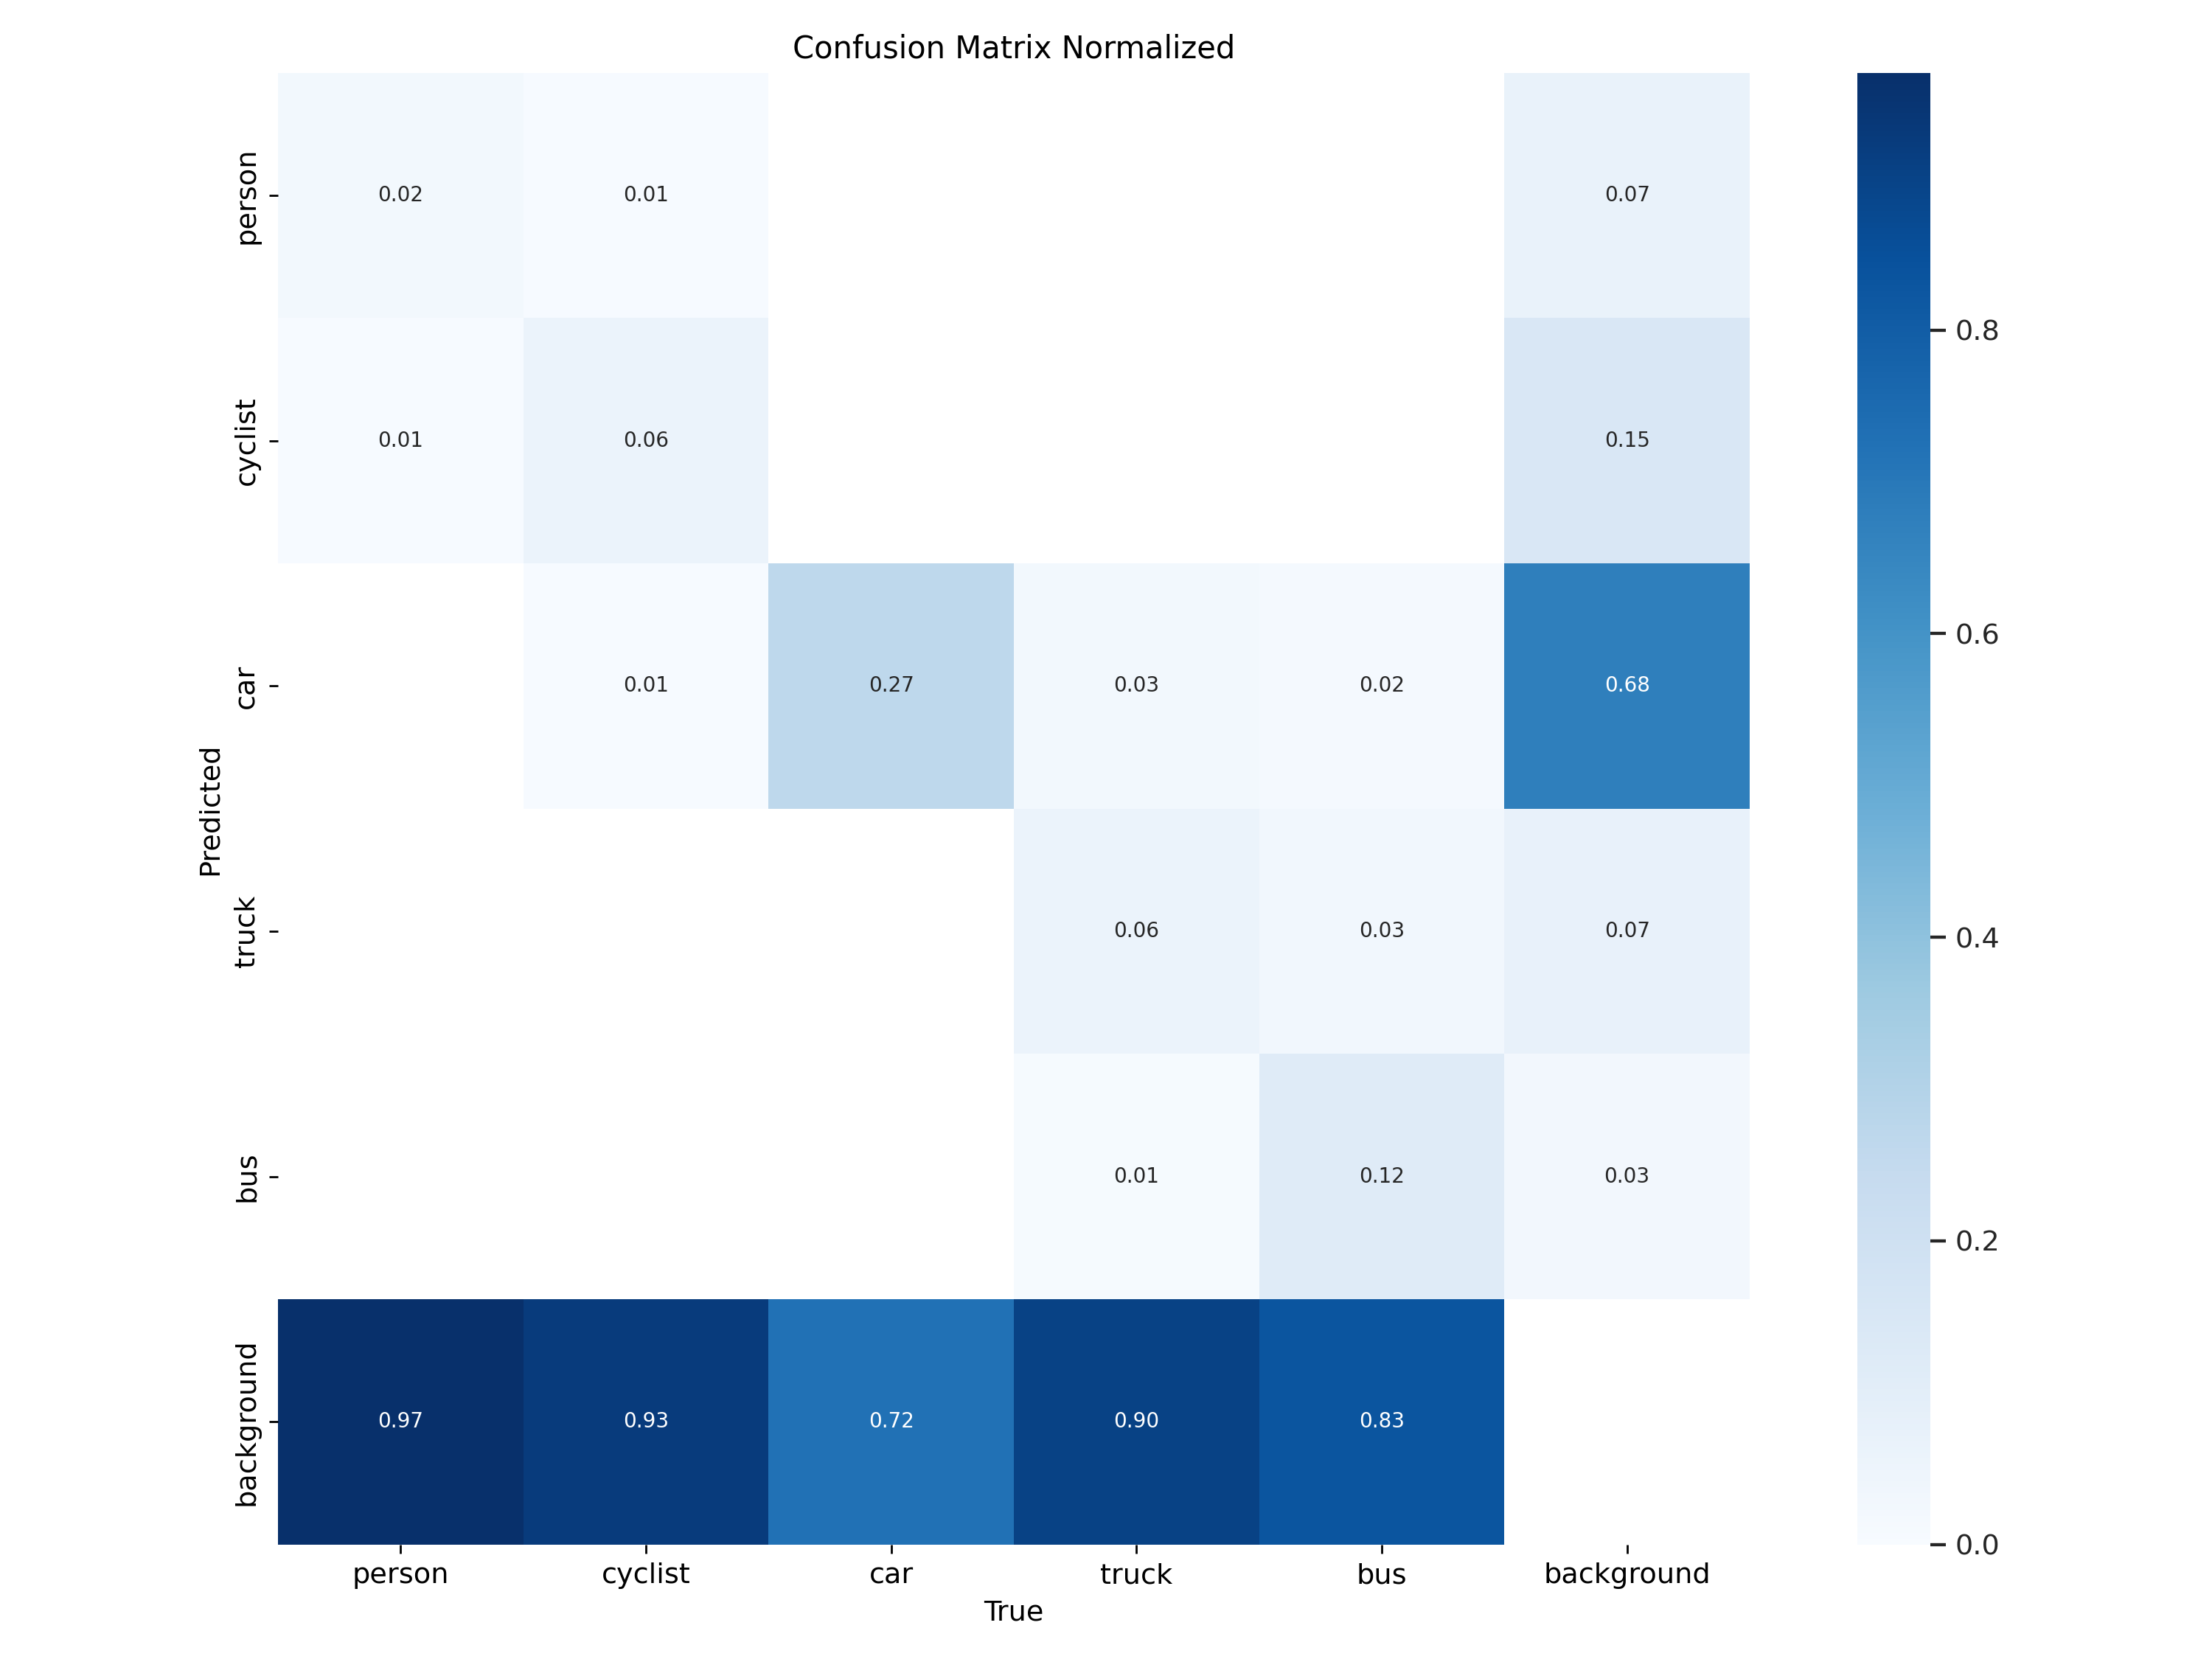 Confusion Matrix Normalized
person
0.02 0.01 0.07
cyclist
0.01 0.06 0.15
car
0.01 0.27 0.03 0.02 0.68
truck
0.06 0.03 0.07
bus
0.01 0.12 0.03
background
0.97 0.93 0.72 0.90 0.83
Predicted
person cyclist car truck bus background
True
0.8
0.6
0.4
0.2
0.0